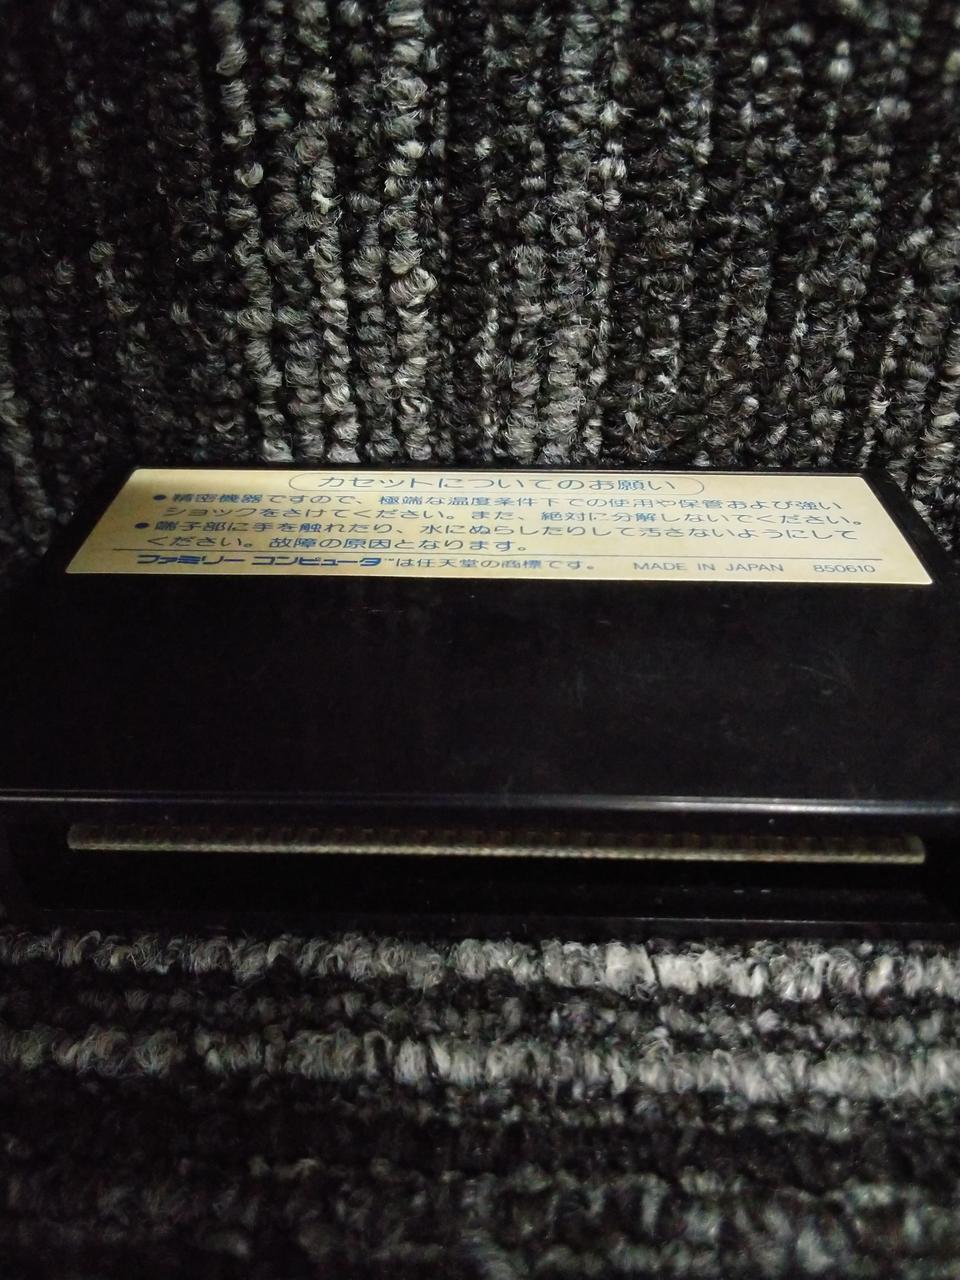 カセットについてのお願い
●精密機器ですので、極端な温度条件下での使用や保管および強い
ショックをさけてください。また、絶対に分解しないでください。
●端子部に手を触れたり、水にぬらしたりして汚さないようにして
ください。故障の原因となります。
ファミリー コンピュータ™は任天堂の商標です。 MADE IN JAPAN 850610